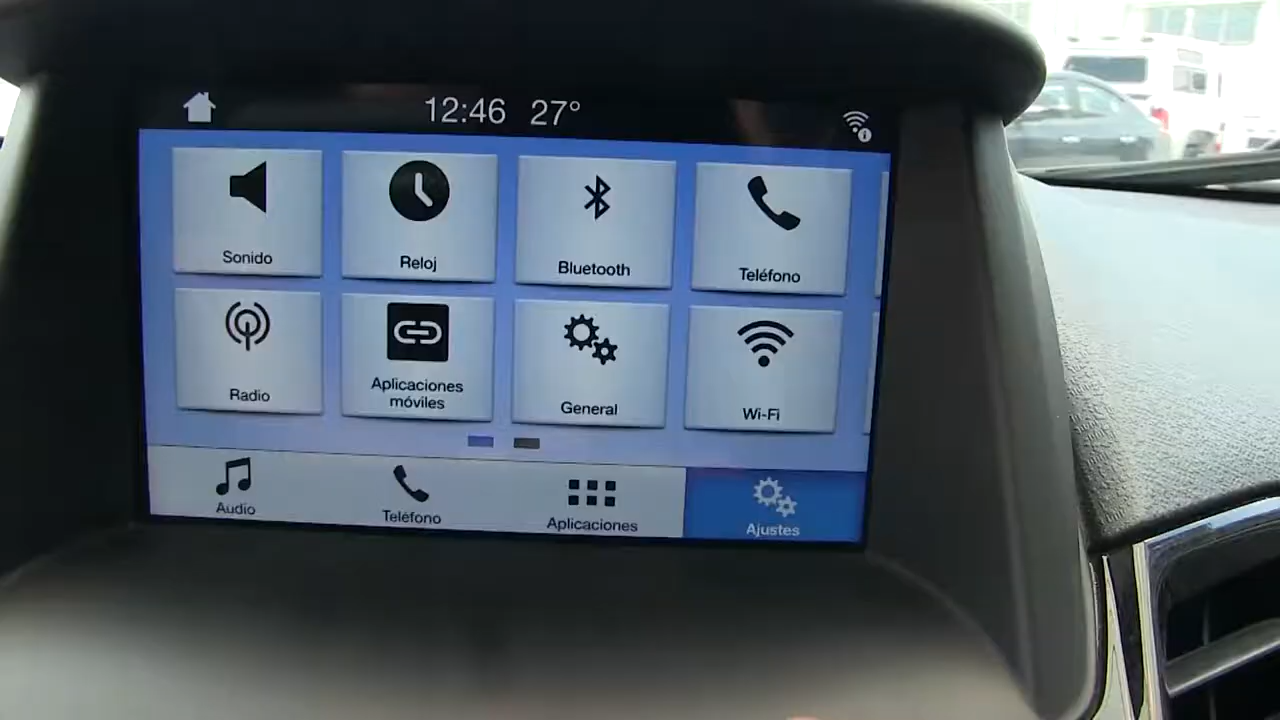 12:46 27°
Sonido
Reloj
Bluetooth
Teléfono
Radio
Aplicaciones
móviles
General
Wi-Fi
Audio
Teléfono
Aplicaciones
Ajustes